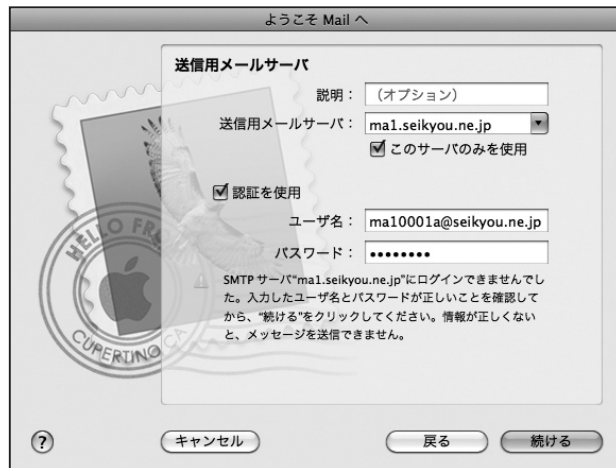 ようこそ Mail へ
送信用メールサーバ
説明： （オプション）
送信用メールサーバ： ma1.seikyou.ne.jp
このサーバのみを使用
認証を使用
ユーザ名： ma10001a@seikyou.ne.jp
パスワード： ••••••••
SMTP サーバ“ma1.seikyou.ne.jp”にログインできませんでし
た。入力したユーザ名とパスワードが正しいことを確認して
から、“続ける”をクリックしてください。情報が正しくない
と、メッセージを送信できません。
HELLO FROM
CUPERTINO CA
? キャンセル 戻る 続ける